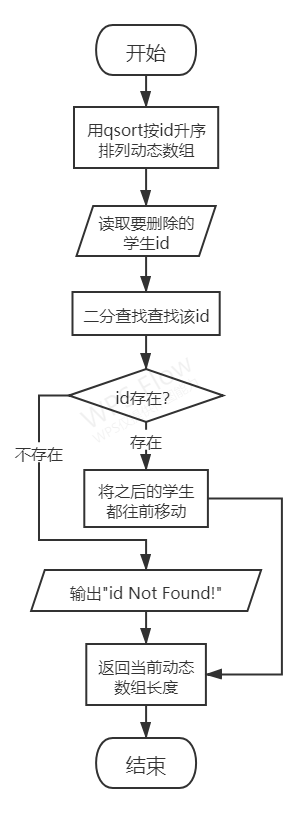 开始
用qsort按id升序
排列动态数组
读取要删除的
学生id
二分查找查找该id
id存在?
不存在
存在
将之后的学生
都往前移动
输出"id Not Found!"
返回当前动态
数组长度
结束